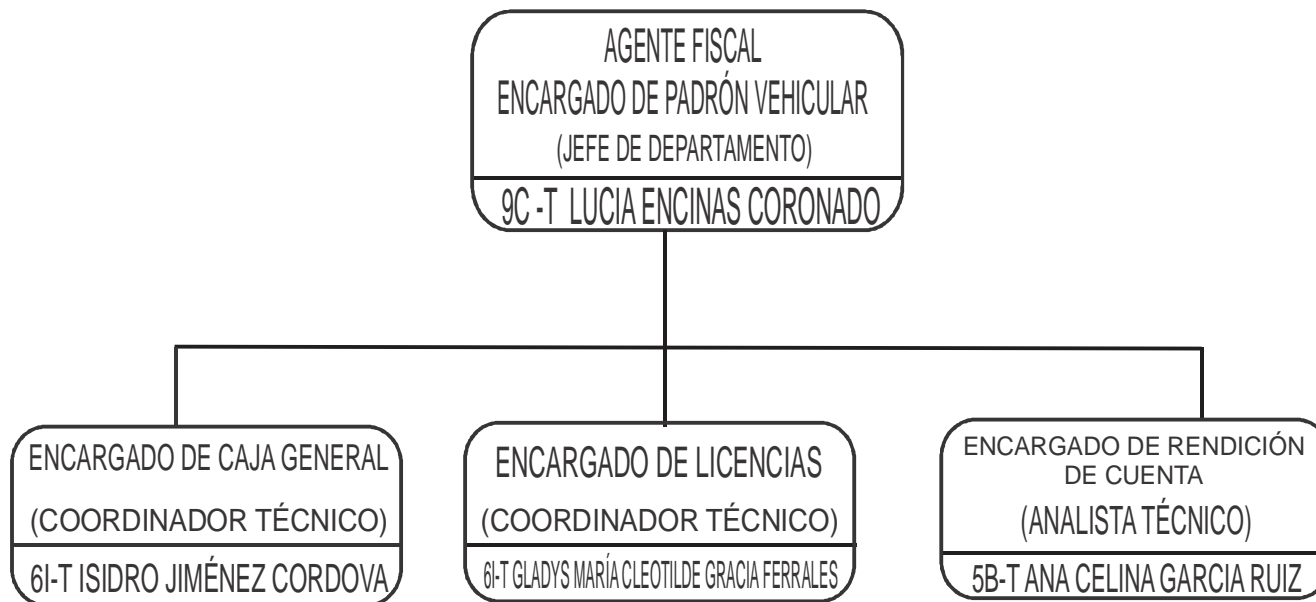 AGENTE FISCAL
ENCARGADO DE PADRÓN VEHICULAR
(JEFE DE DEPARTAMENTO)
9C -T LUCIA ENCINAS CORONADO
ENCARGADO DE CAJA GENERAL
(COORDINADOR TÉCNICO)
6I-T ISIDRO JIMÉNEZ CORDOVA
ENCARGADO DE LICENCIAS
(COORDINADOR TÉCNICO)
6I-T GLADYS MARÍA CLEOTILDE GRACIA FERRALES
ENCARGADO DE RENDICIÓN
DE CUENTA
(ANALISTA TÉCNICO)
5B-T ANA CELINA GARCIA RUIZ